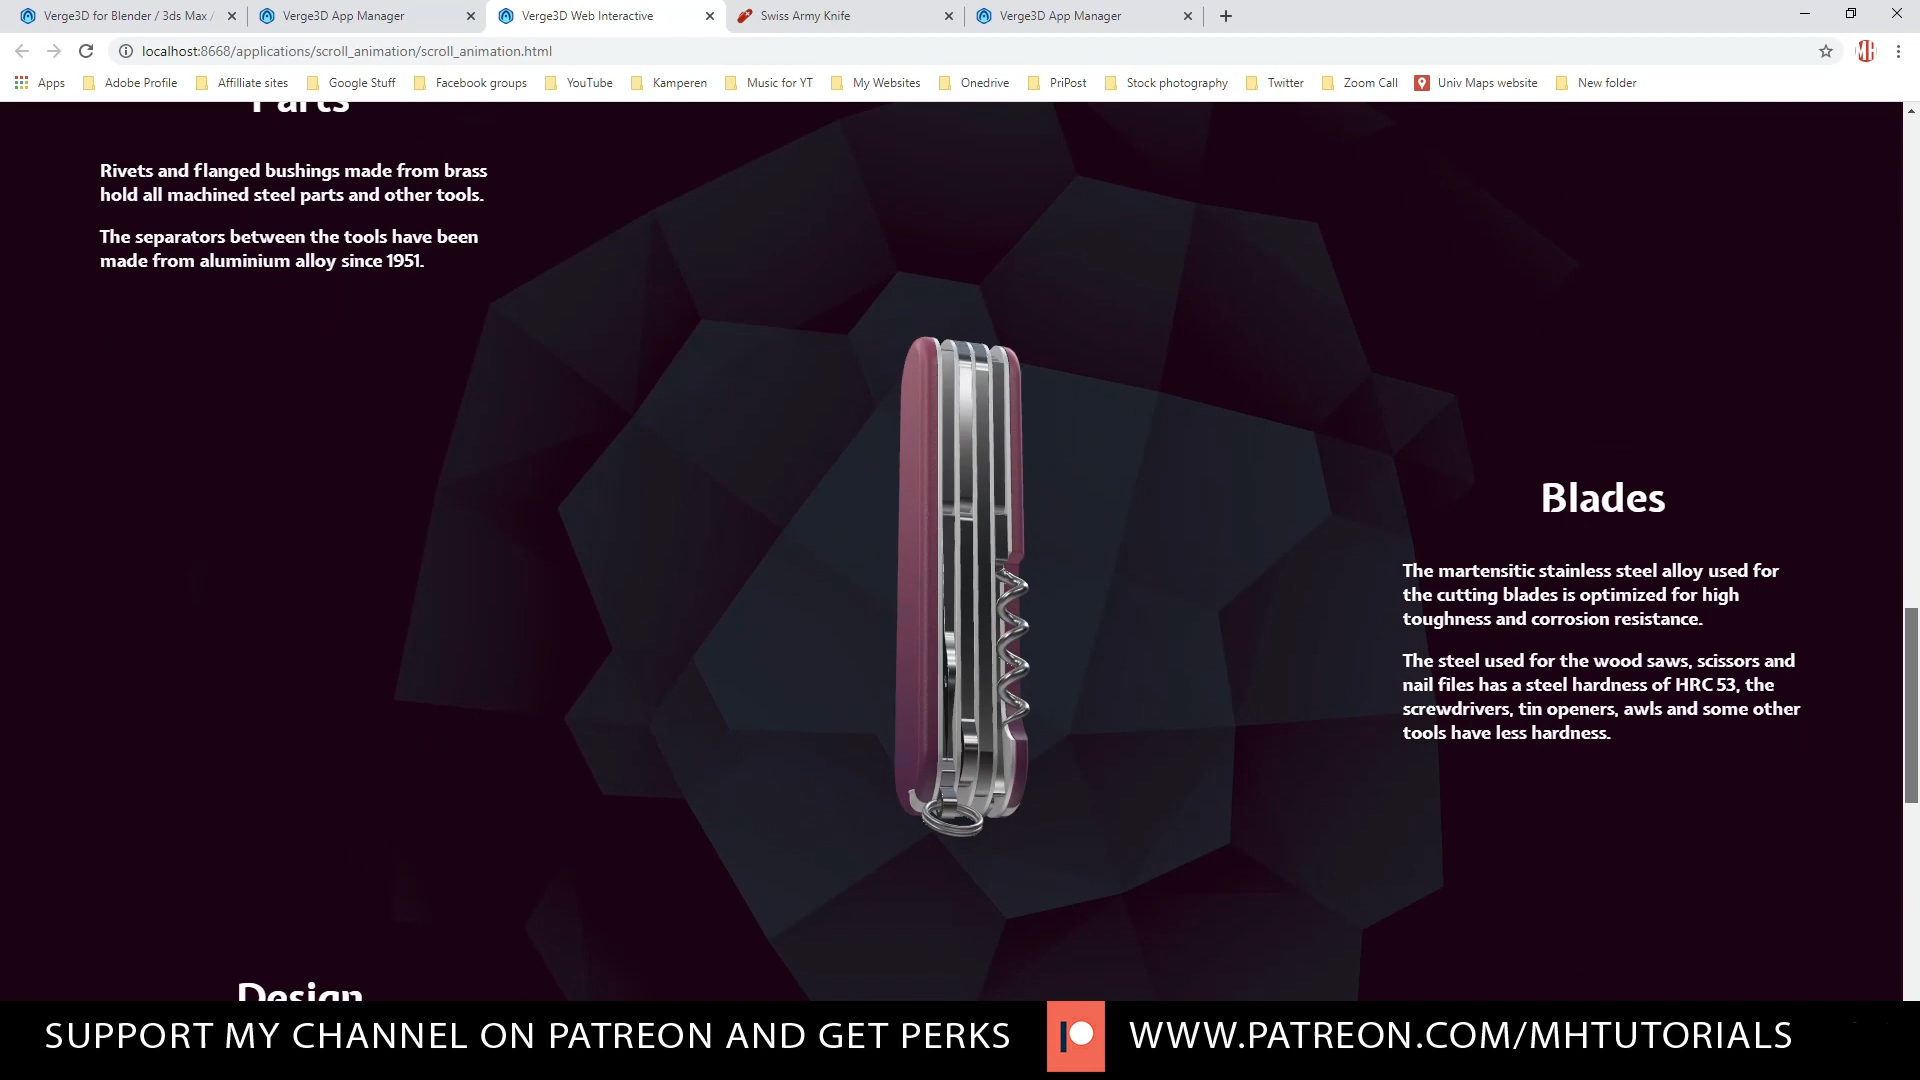 Verge3D for Blender / 3ds Max /
Verge3D App Manager
Verge3D Web Interactive
Swiss Army Knife
Verge3D App Manager
localhost:8668/applications/scroll_animation/scroll_animation.html
MH
Apps
Adobe Profile
Affilliate sites
Google Stuff
Facebook groups
YouTube
Kamperen
Music for YT
My Websites
Onedrive
PriPost
Stock photography
Twitter
Zoom Call
Univ Maps website
New folder
Parts
Rivets and flanged bushings made from brass
hold all machined steel parts and other tools.
The separators between the tools have been
made from aluminium alloy since 1951.
Blades
The martensitic stainless steel alloy used for
the cutting blades is optimized for high
toughness and corrosion resistance.
The steel used for the wood saws, scissors and
nail files has a steel hardness of HRC 53, the
screwdrivers, tin openers, awls and some other
tools have less hardness.
Design
SUPPORT MY CHANNEL ON PATREON AND GET PERKS
WWW.PATREON.COM/MHTUTORIALS